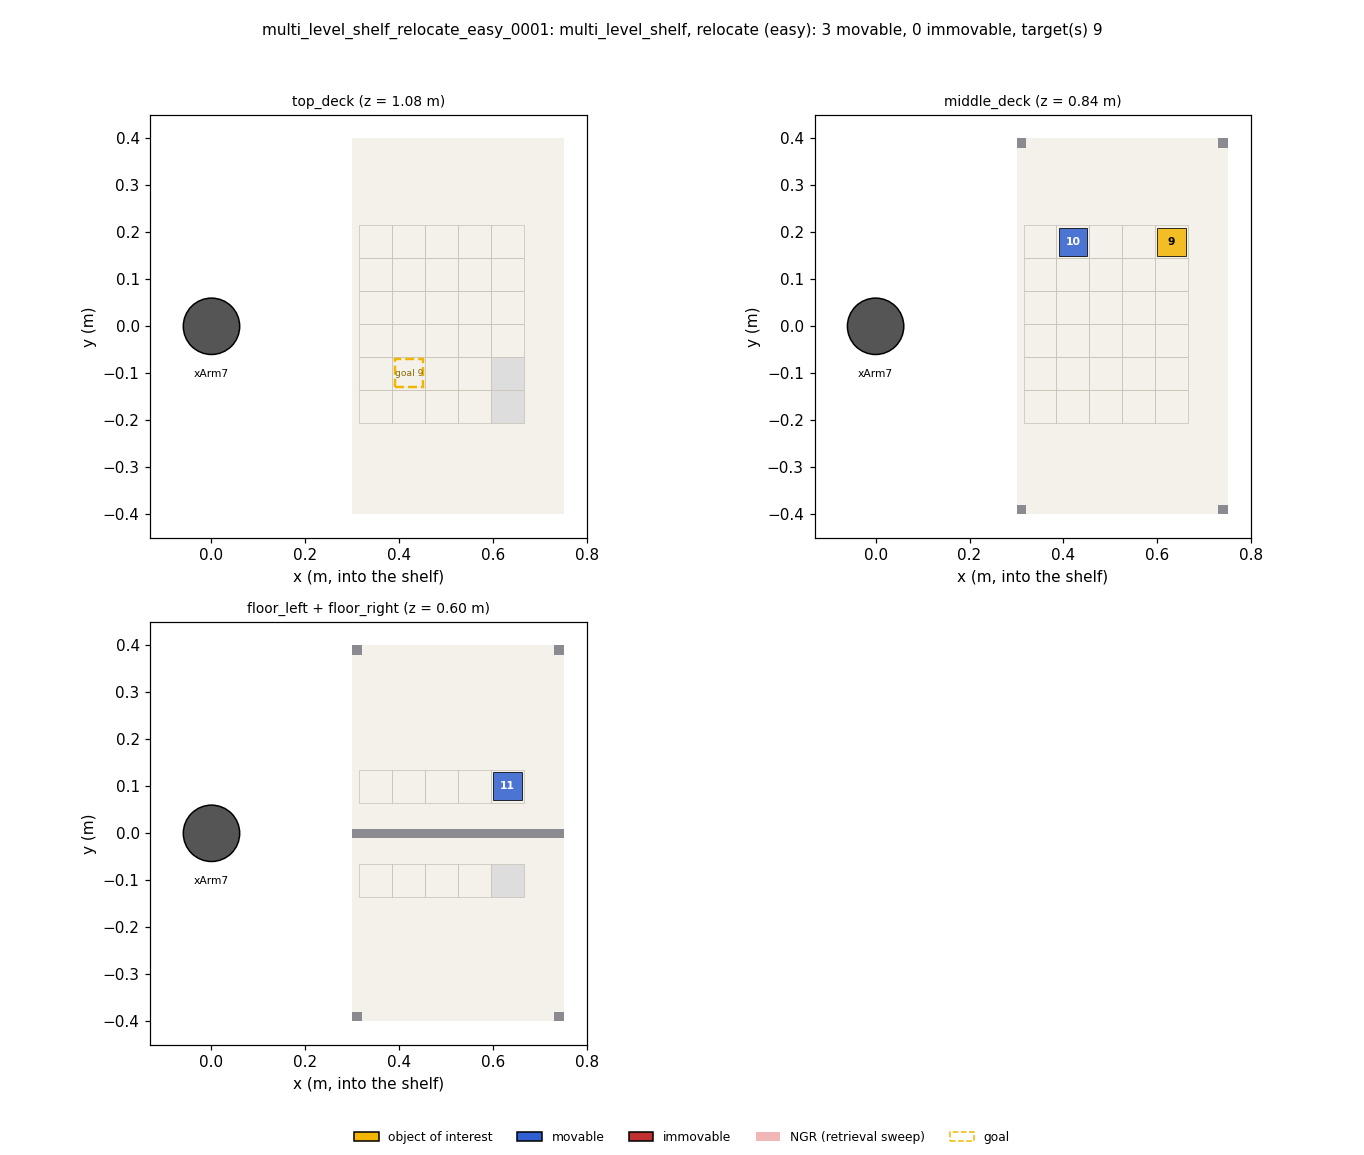 multi_level_shelf_relocate_easy_0001: multi_level_shelf, relocate (easy): 3 movable, 0 immovable, target(s) 9
top_deck (z = 1.08 m)
0.4
0.3
0.2
0.1
0.0
−0.1
−0.2
−0.3
−0.4
y (m)
xArm7
goal 9
0.0
0.2
0.4
0.6
0.8
x (m, into the shelf)
middle_deck (z = 0.84 m)
0.4
0.3
0.2
0.1
0.0
−0.1
−0.2
−0.3
−0.4
y (m)
10
9
xArm7
0.0
0.2
0.4
0.6
0.8
x (m, into the shelf)
floor_left + floor_right (z = 0.60 m)
0.4
0.3
0.2
0.1
0.0
−0.1
−0.2
−0.3
−0.4
y (m)
11
xArm7
0.0
0.2
0.4
0.6
0.8
x (m, into the shelf)
object of interest
movable
immovable
NGR (retrieval sweep)
goal